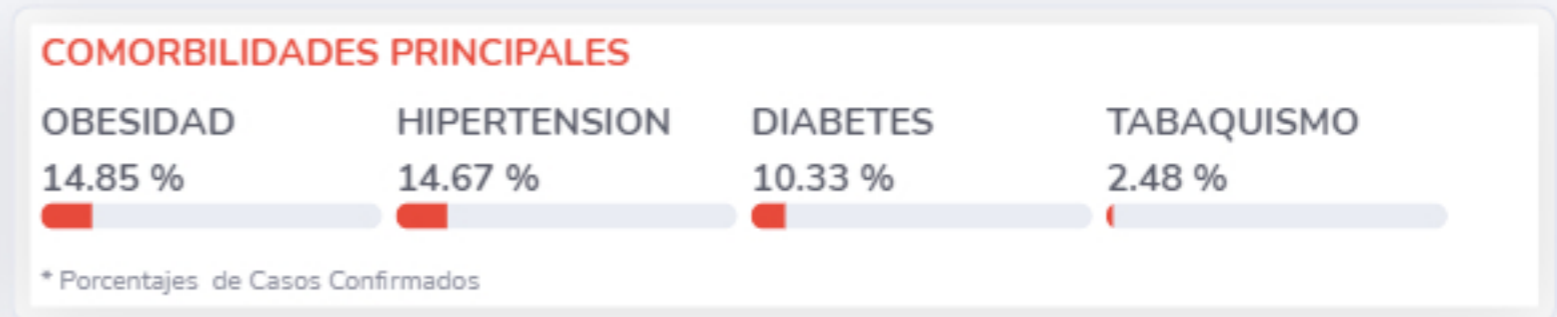 COMORBILIDADES PRINCIPALES
OBESIDAD HIPERTENSION DIABETES TABAQUISMO
14.85 % 14.67 % 10.33 % 2.48 %
* Porcentajes de Casos Confirmados